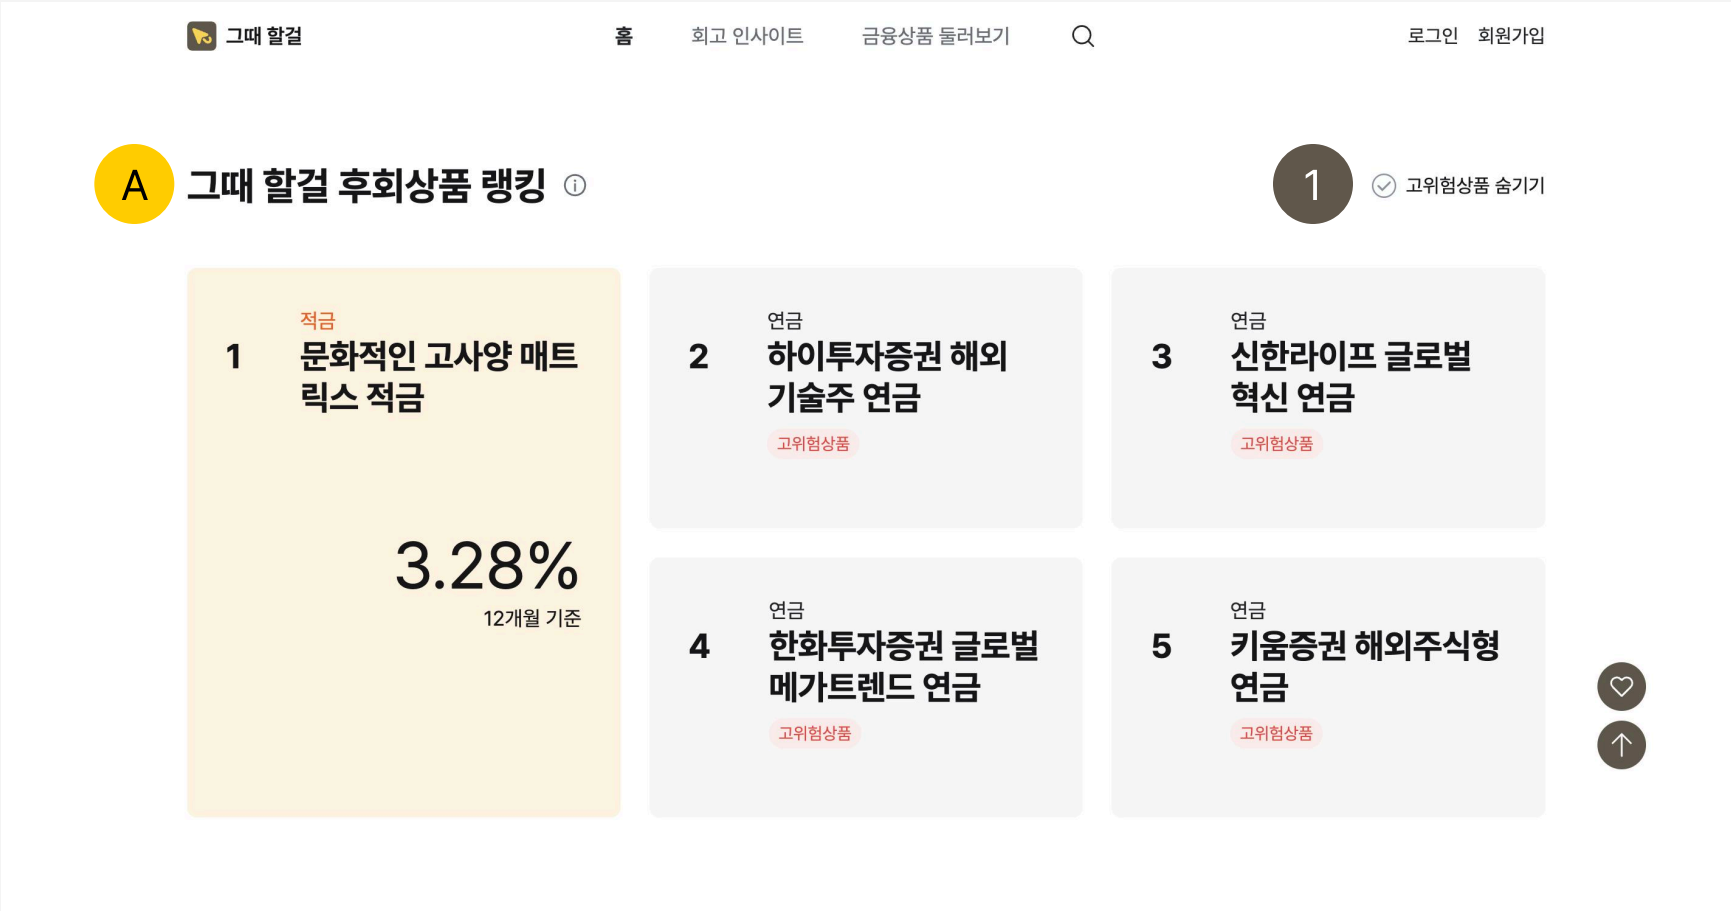 그때 할걸
홈
회고 인사이트
금융상품 둘러보기
로그인
회원가입
A
그때 할걸 후회상품 랭킹
1
고위험상품 숨기기
1
적금
문화적인 고사양 매트
릭스 적금
3.28%
12개월 기준
2
연금
하이투자증권 해외
기술주 연금
고위험상품
3
연금
신한라이프 글로벌
혁신 연금
고위험상품
4
연금
한화투자증권 글로벌
메가트렌드 연금
고위험상품
5
연금
키움증권 해외주식형
연금
고위험상품